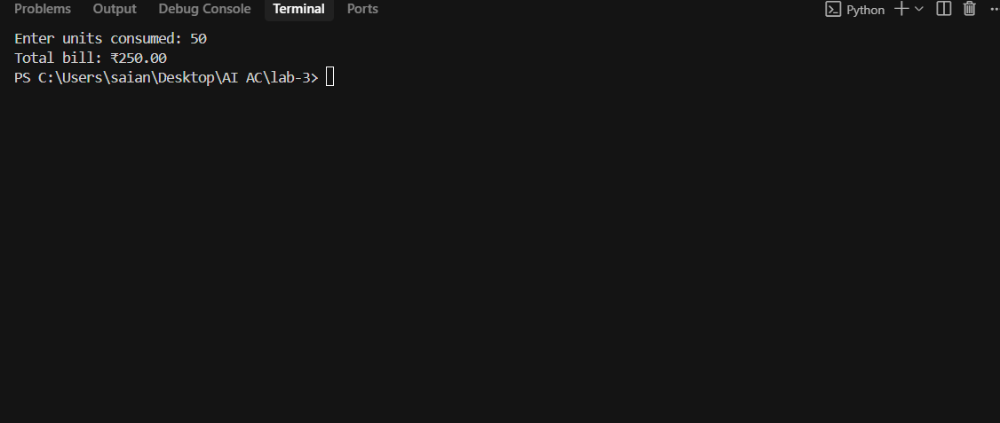 Problems Output Debug Console Terminal Ports Python
Enter units consumed: 50
Total bill: ₹250.00
PS C:\Users\saian\Desktop\AI AC\lab-3>